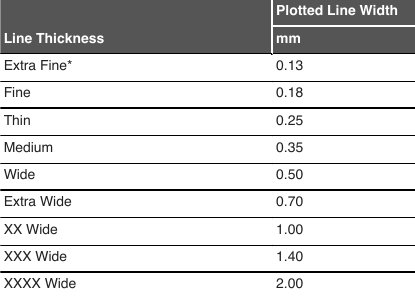 Plotted Line Width
Line Thickness mm
Extra Fine* 0.13
Fine 0.18
Thin 0.25
Medium 0.35
Wide 0.50
Extra Wide 0.70
XX Wide 1.00
XXX Wide 1.40
XXXX Wide 2.00